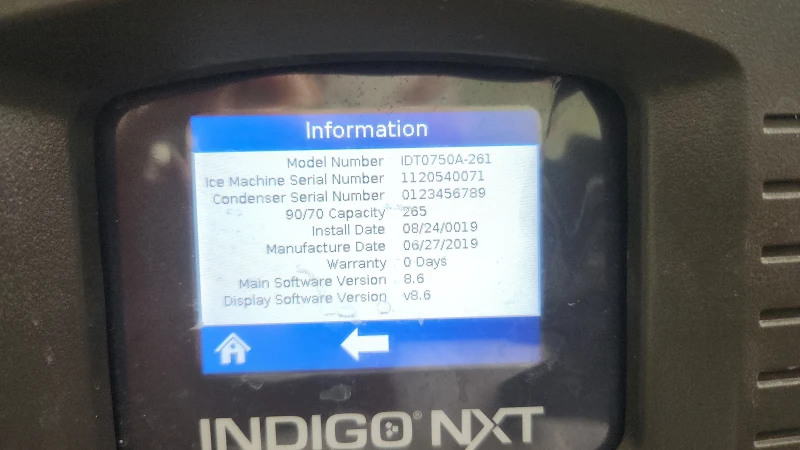 Information
Model Number IDT0750A-261
Ice Machine Serial Number 1120540071
Condenser Serial Number 0123456789
90/70 Capacity 265
Install Date 08/24/0019
Manufacture Date 06/27/2019
Warranty 0 Days
Main Software Version 8.6
Display Software Version v8.6
INDIGO® NXT